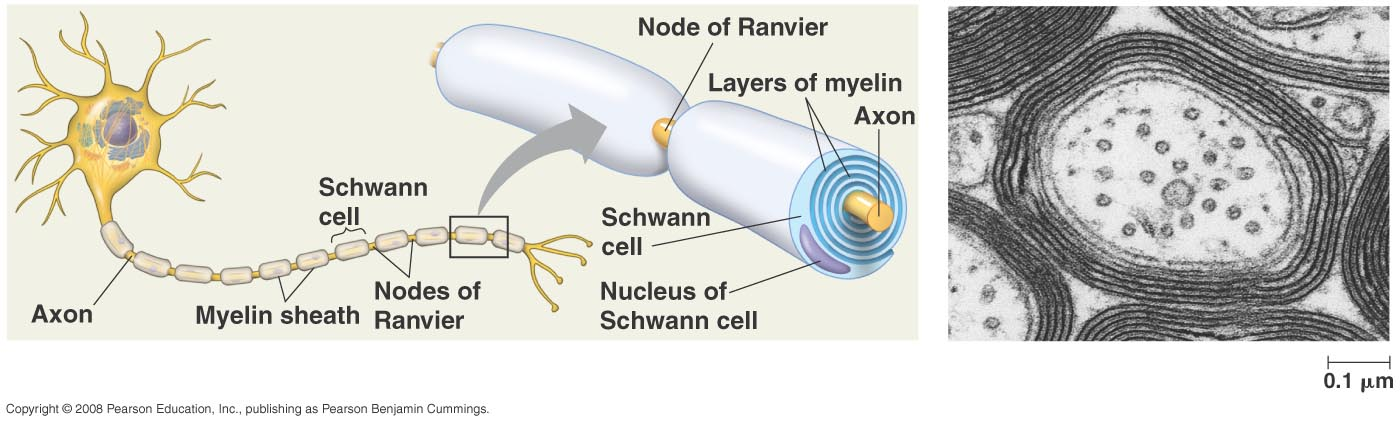 Node of Ranvier
Layers of myelin
Axon
Schwann
cell
Schwann
cell
Nucleus of
Schwann cell
Axon
Myelin sheath
Nodes of
Ranvier
0.1 μm
Copyright © 2008 Pearson Education, Inc., publishing as Pearson Benjamin Cummings.